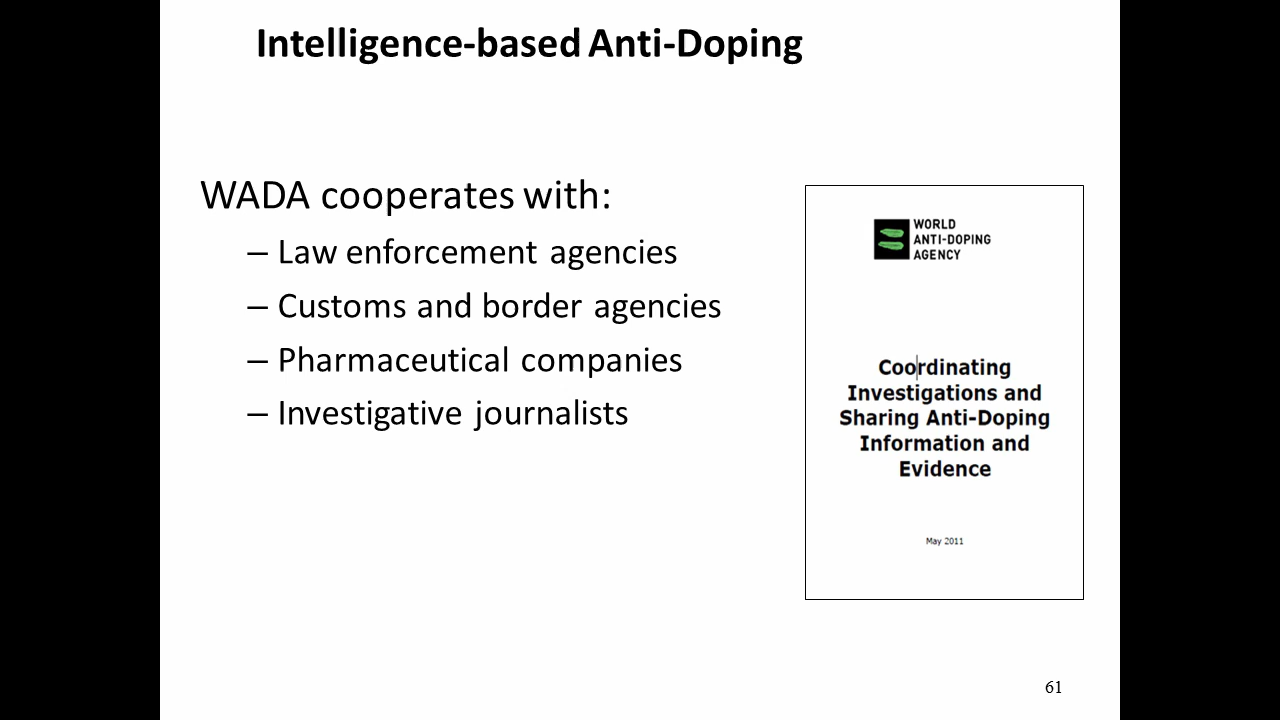 Intelligence-based Anti-Doping
WADA cooperates with:
– Law enforcement agencies
– Customs and border agencies
– Pharmaceutical companies
– Investigative journalists
WORLD
ANTI-DOPING
AGENCY
Coordinating
Investigations and
Sharing Anti-Doping
Information and
Evidence
May 2011
61